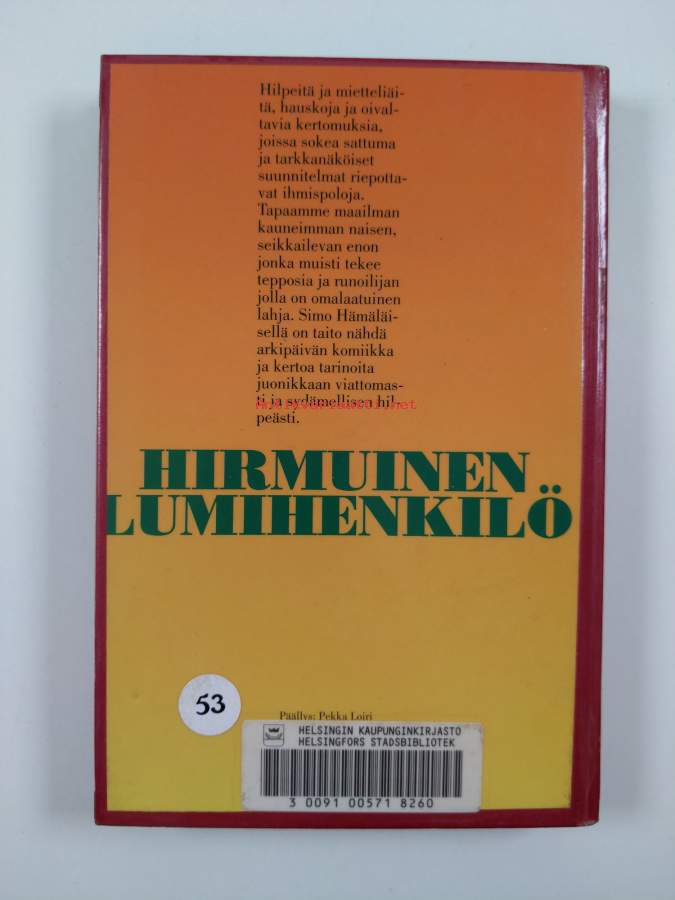 Hilpeitä ja mietteliäi-
tä, hauskoja ja oival-
tavia kertomuksia,
joissa sokea sattuma
ja tarkkanäköiset
suunnitelmat riepotta-
vat ihmispoloja.
Tapaamme maailman
kauneimman naisen,
seikkailevan enon
jonka muisti tekee
tepposia ja runoilijan
jolla on omalaatuinen
lahja. Simo Hämäläi-
sellä on taito nähdä
arkipäivän komiikka
ja kertoa tarinoita
juonikkaan viattomas-
ti ja sydämellisen hil-
Antikvariaatti.net
peästi.
HIRMUINEN
LUMIHENKILÖ
53
Päällys: Pekka Loiri
HELSINGIN KAUPUNGINKIRJASTO
HELSINGFORS STADSBIBLIOTEK
3 0091 00571 8260